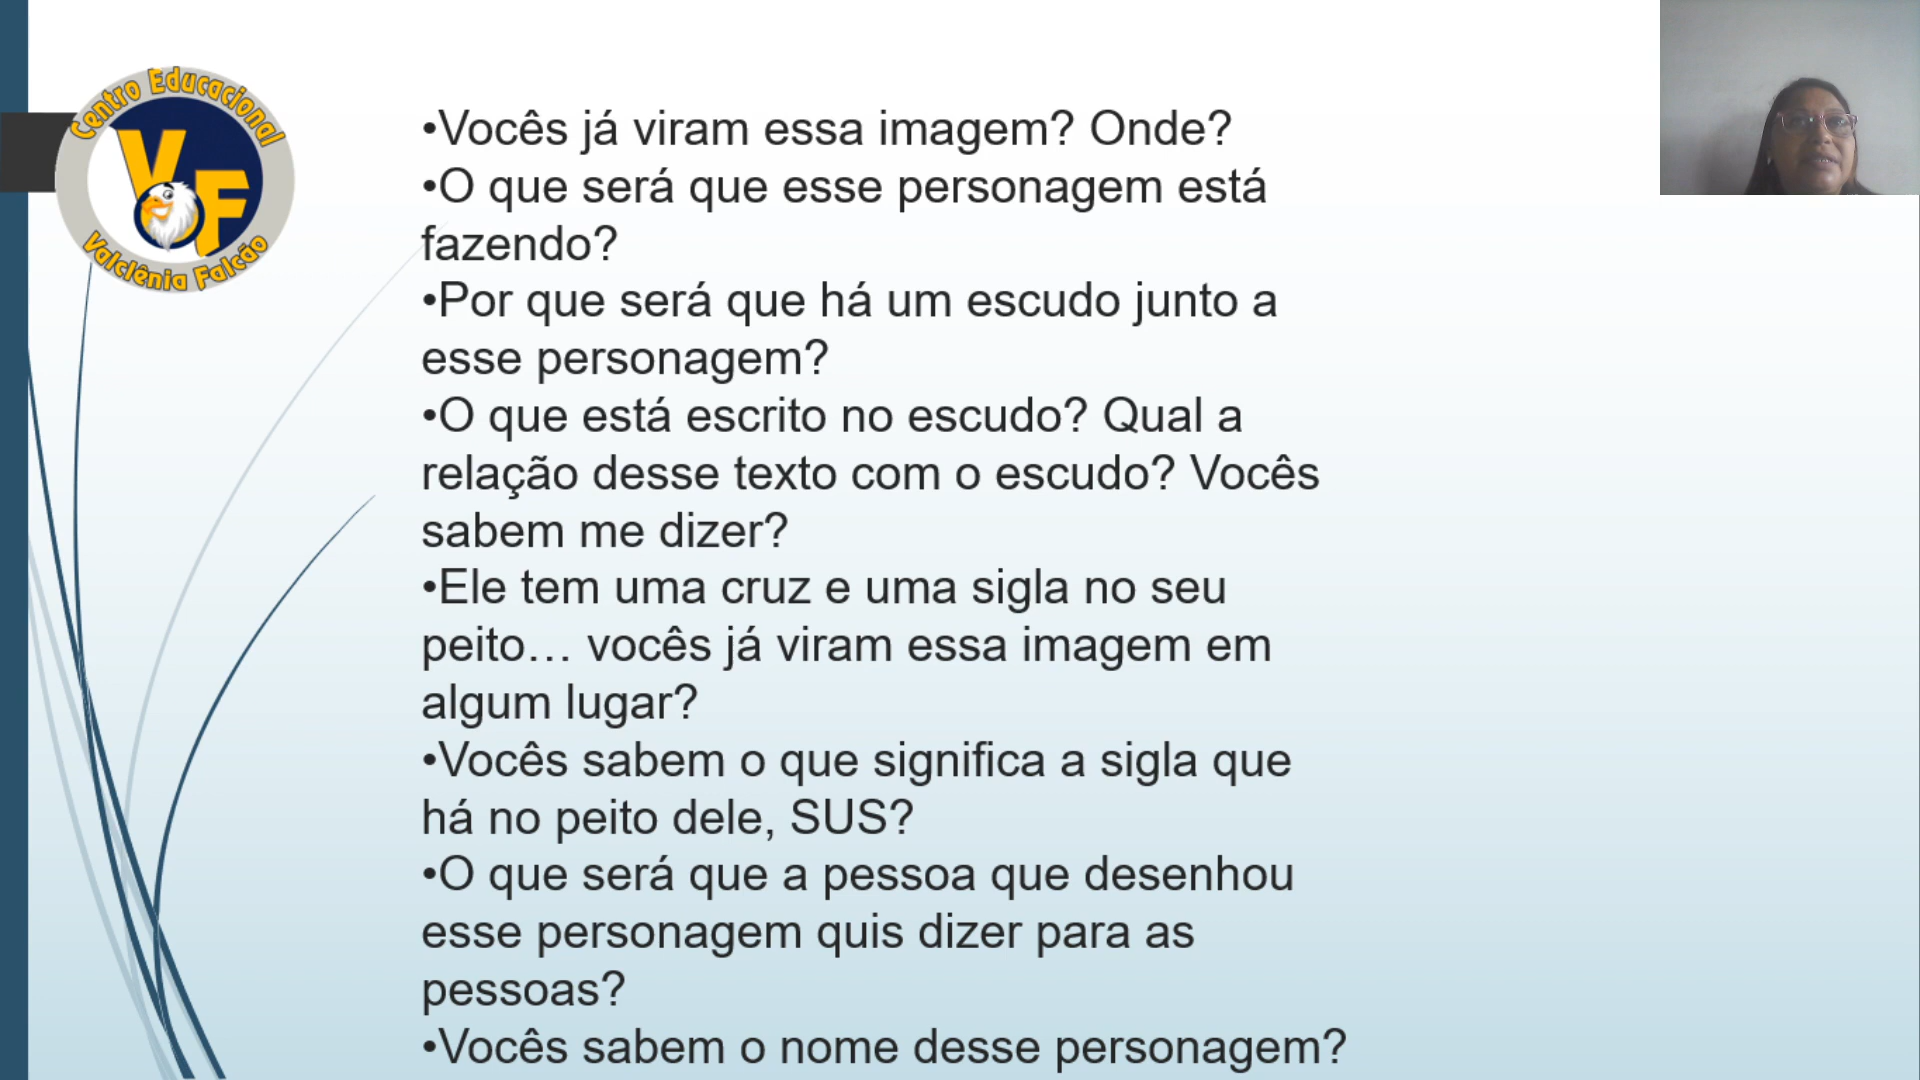 Centro Educacional
VF
Valclênia Falcão
•Vocês já viram essa imagem? Onde?
•O que será que esse personagem está
fazendo?
•Por que será que há um escudo junto a
esse personagem?
•O que está escrito no escudo? Qual a
relação desse texto com o escudo? Vocês
sabem me dizer?
•Ele tem uma cruz e uma sigla no seu
peito… vocês já viram essa imagem em
algum lugar?
•Vocês sabem o que significa a sigla que
há no peito dele, SUS?
•O que será que a pessoa que desenhou
esse personagem quis dizer para as
pessoas?
•Vocês sabem o nome desse personagem?